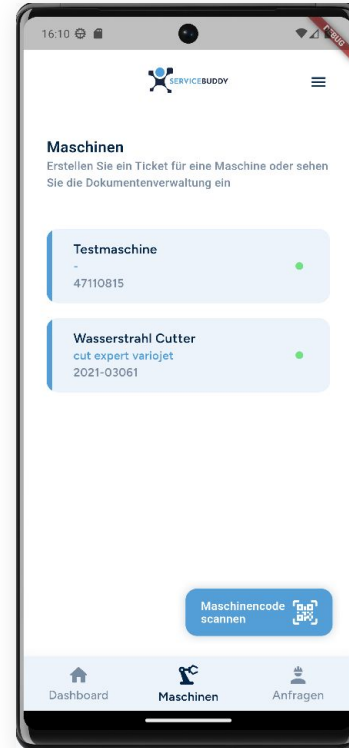 16:10
DEBUG
SERVICEBUDDY
Maschinen
Erstellen Sie ein Ticket für eine Maschine oder sehen
Sie die Dokumentenverwaltung ein
Testmaschine
-
47110815
Wasserstrahl Cutter
cut expert variojet
2021-03061
Maschinencode
scannen
Dashboard
Maschinen
Anfragen